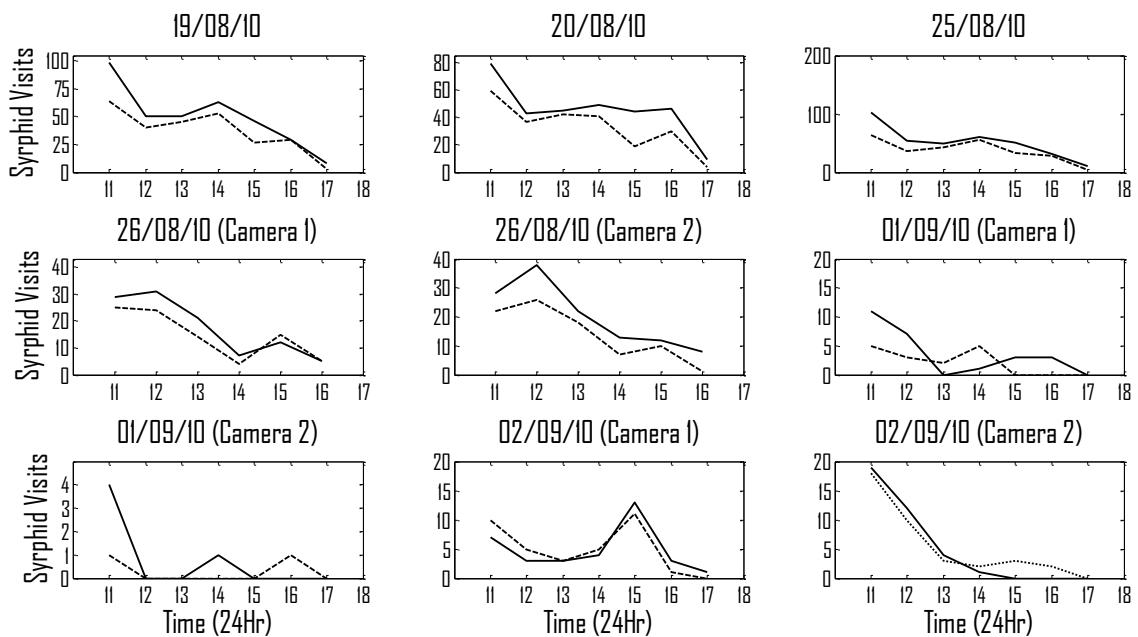 19/08/10
20/08/10
25/08/10
Syrphid Visits
100
75
50
25
0
11 12 13 14 15 16 17 18
80
60
40
20
0
11 12 13 14 15 16 17 18
200
100
0
11 12 13 14 15 16 17 18
26/08/10 (Camera 1)
26/08/10 (Camera 2)
01/09/10 (Camera 1)
Syrphid Visits
40
30
20
10
0
11 12 13 14 15 16 17
40
30
20
10
0
11 12 13 14 15 16 17
20
15
10
5
0
11 12 13 14 15 16 17 18
01/09/10 (Camera 2)
02/09/10 (Camera 1)
02/09/10 (Camera 2)
Syrphid Visits
4
3
2
1
0
11 12 13 14 15 16 17 18
Time (24Hr)
20
15
10
5
0
11 12 13 14 15 16 17 18
Time (24Hr)
20
15
10
5
0
11 12 13 14 15 16 17 18
Time (24Hr)